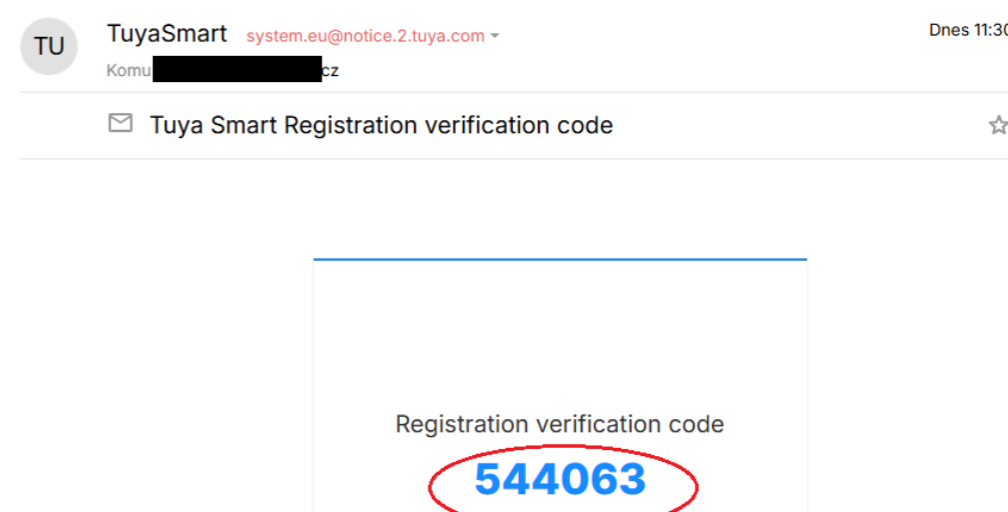 TU
TuyaSmart system.eu@notice.2.tuya.com
Dnes 11:30
Komu cz
Tuya Smart Registration verification code
Registration verification code
544063